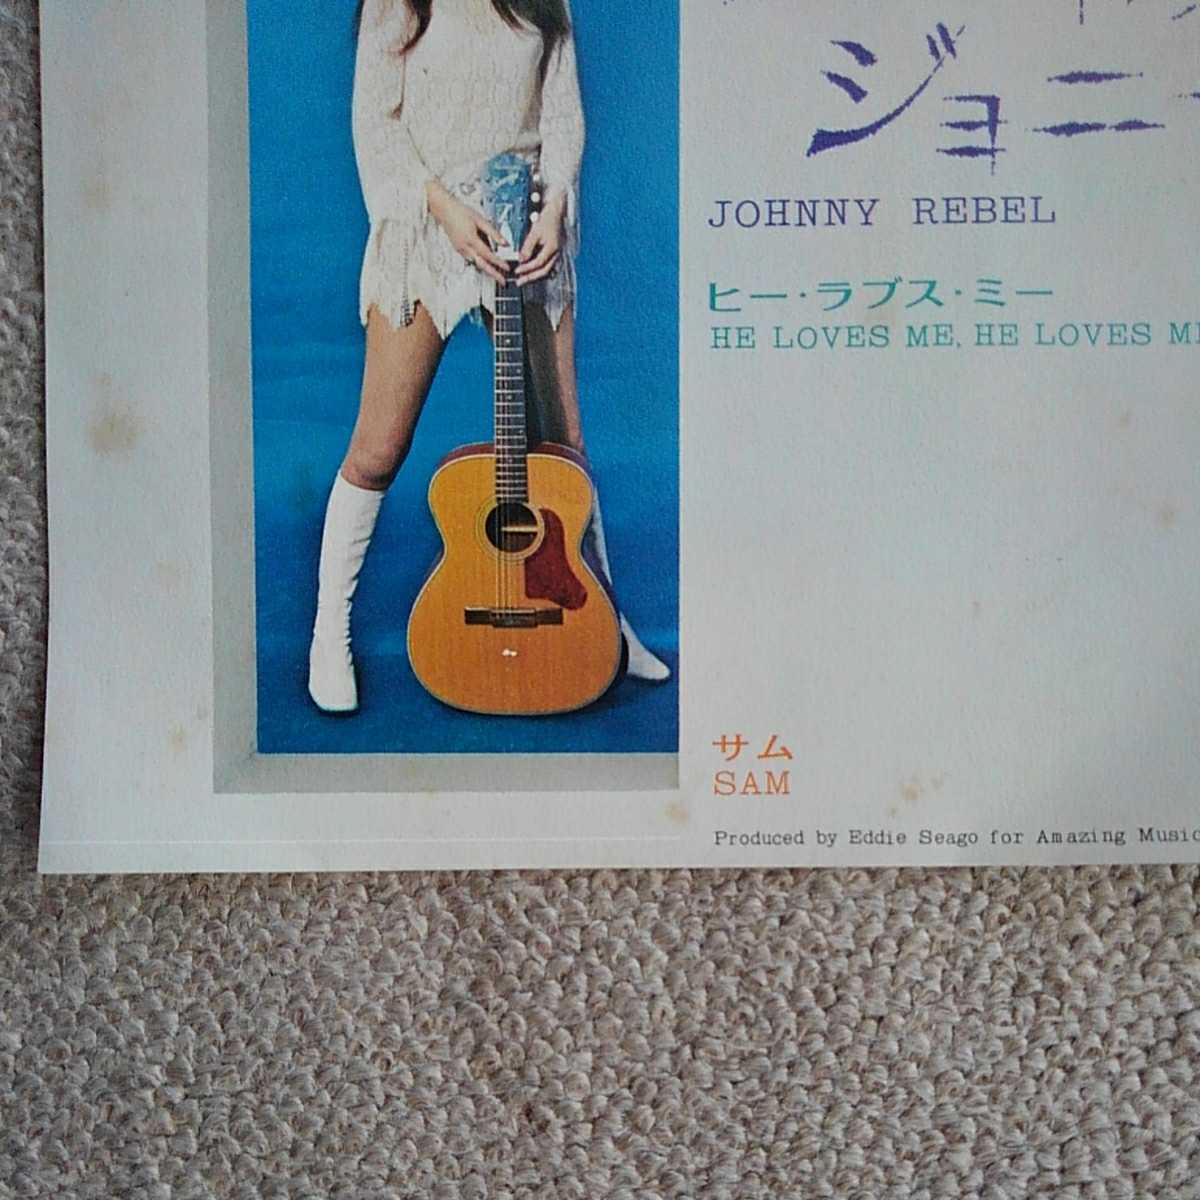 ジョニー
JOHNNY REBEL
ヒー・ラブス・ミー
HE LOVES ME, HE LOVES
サム
SAM
Produced by Eddie Seago for Amazing Music